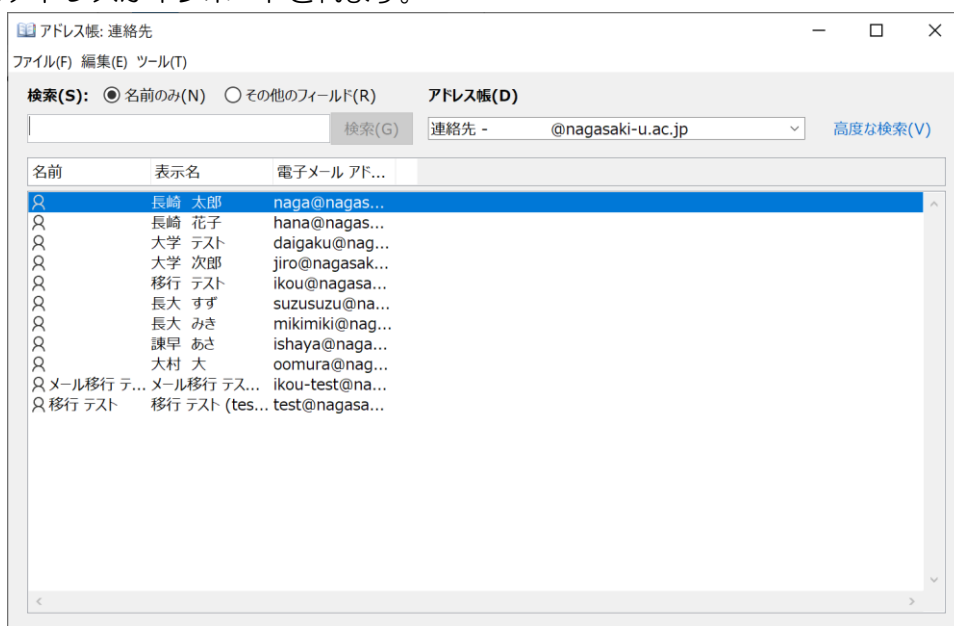 アドレス帳: 連絡先
ファイル(F) 編集(E) ツール(T)
検索(S): 名前のみ(N) その他のフィールド(R) アドレス帳(D)
検索(G) 連絡先 - @nagasaki-u.ac.jp 高度な検索(V)
名前 表示名 電子メール アド...
長崎 太郎 naga@nagas...
長崎 花子 hana@nagas...
大学 テスト daigaku@nag...
大学 次郎 jiro@nagasak...
移行 テスト ikou@nagasa...
長大 すず suzusuzu@na...
長大 みき mikimiki@nag...
諫早 あさ ishaya@naga...
大村 大 oomura@nag...
メール移行 テ... メール移行 テス... ikou-test@na...
移行 テスト 移行 テスト (tes... test@nagasa...